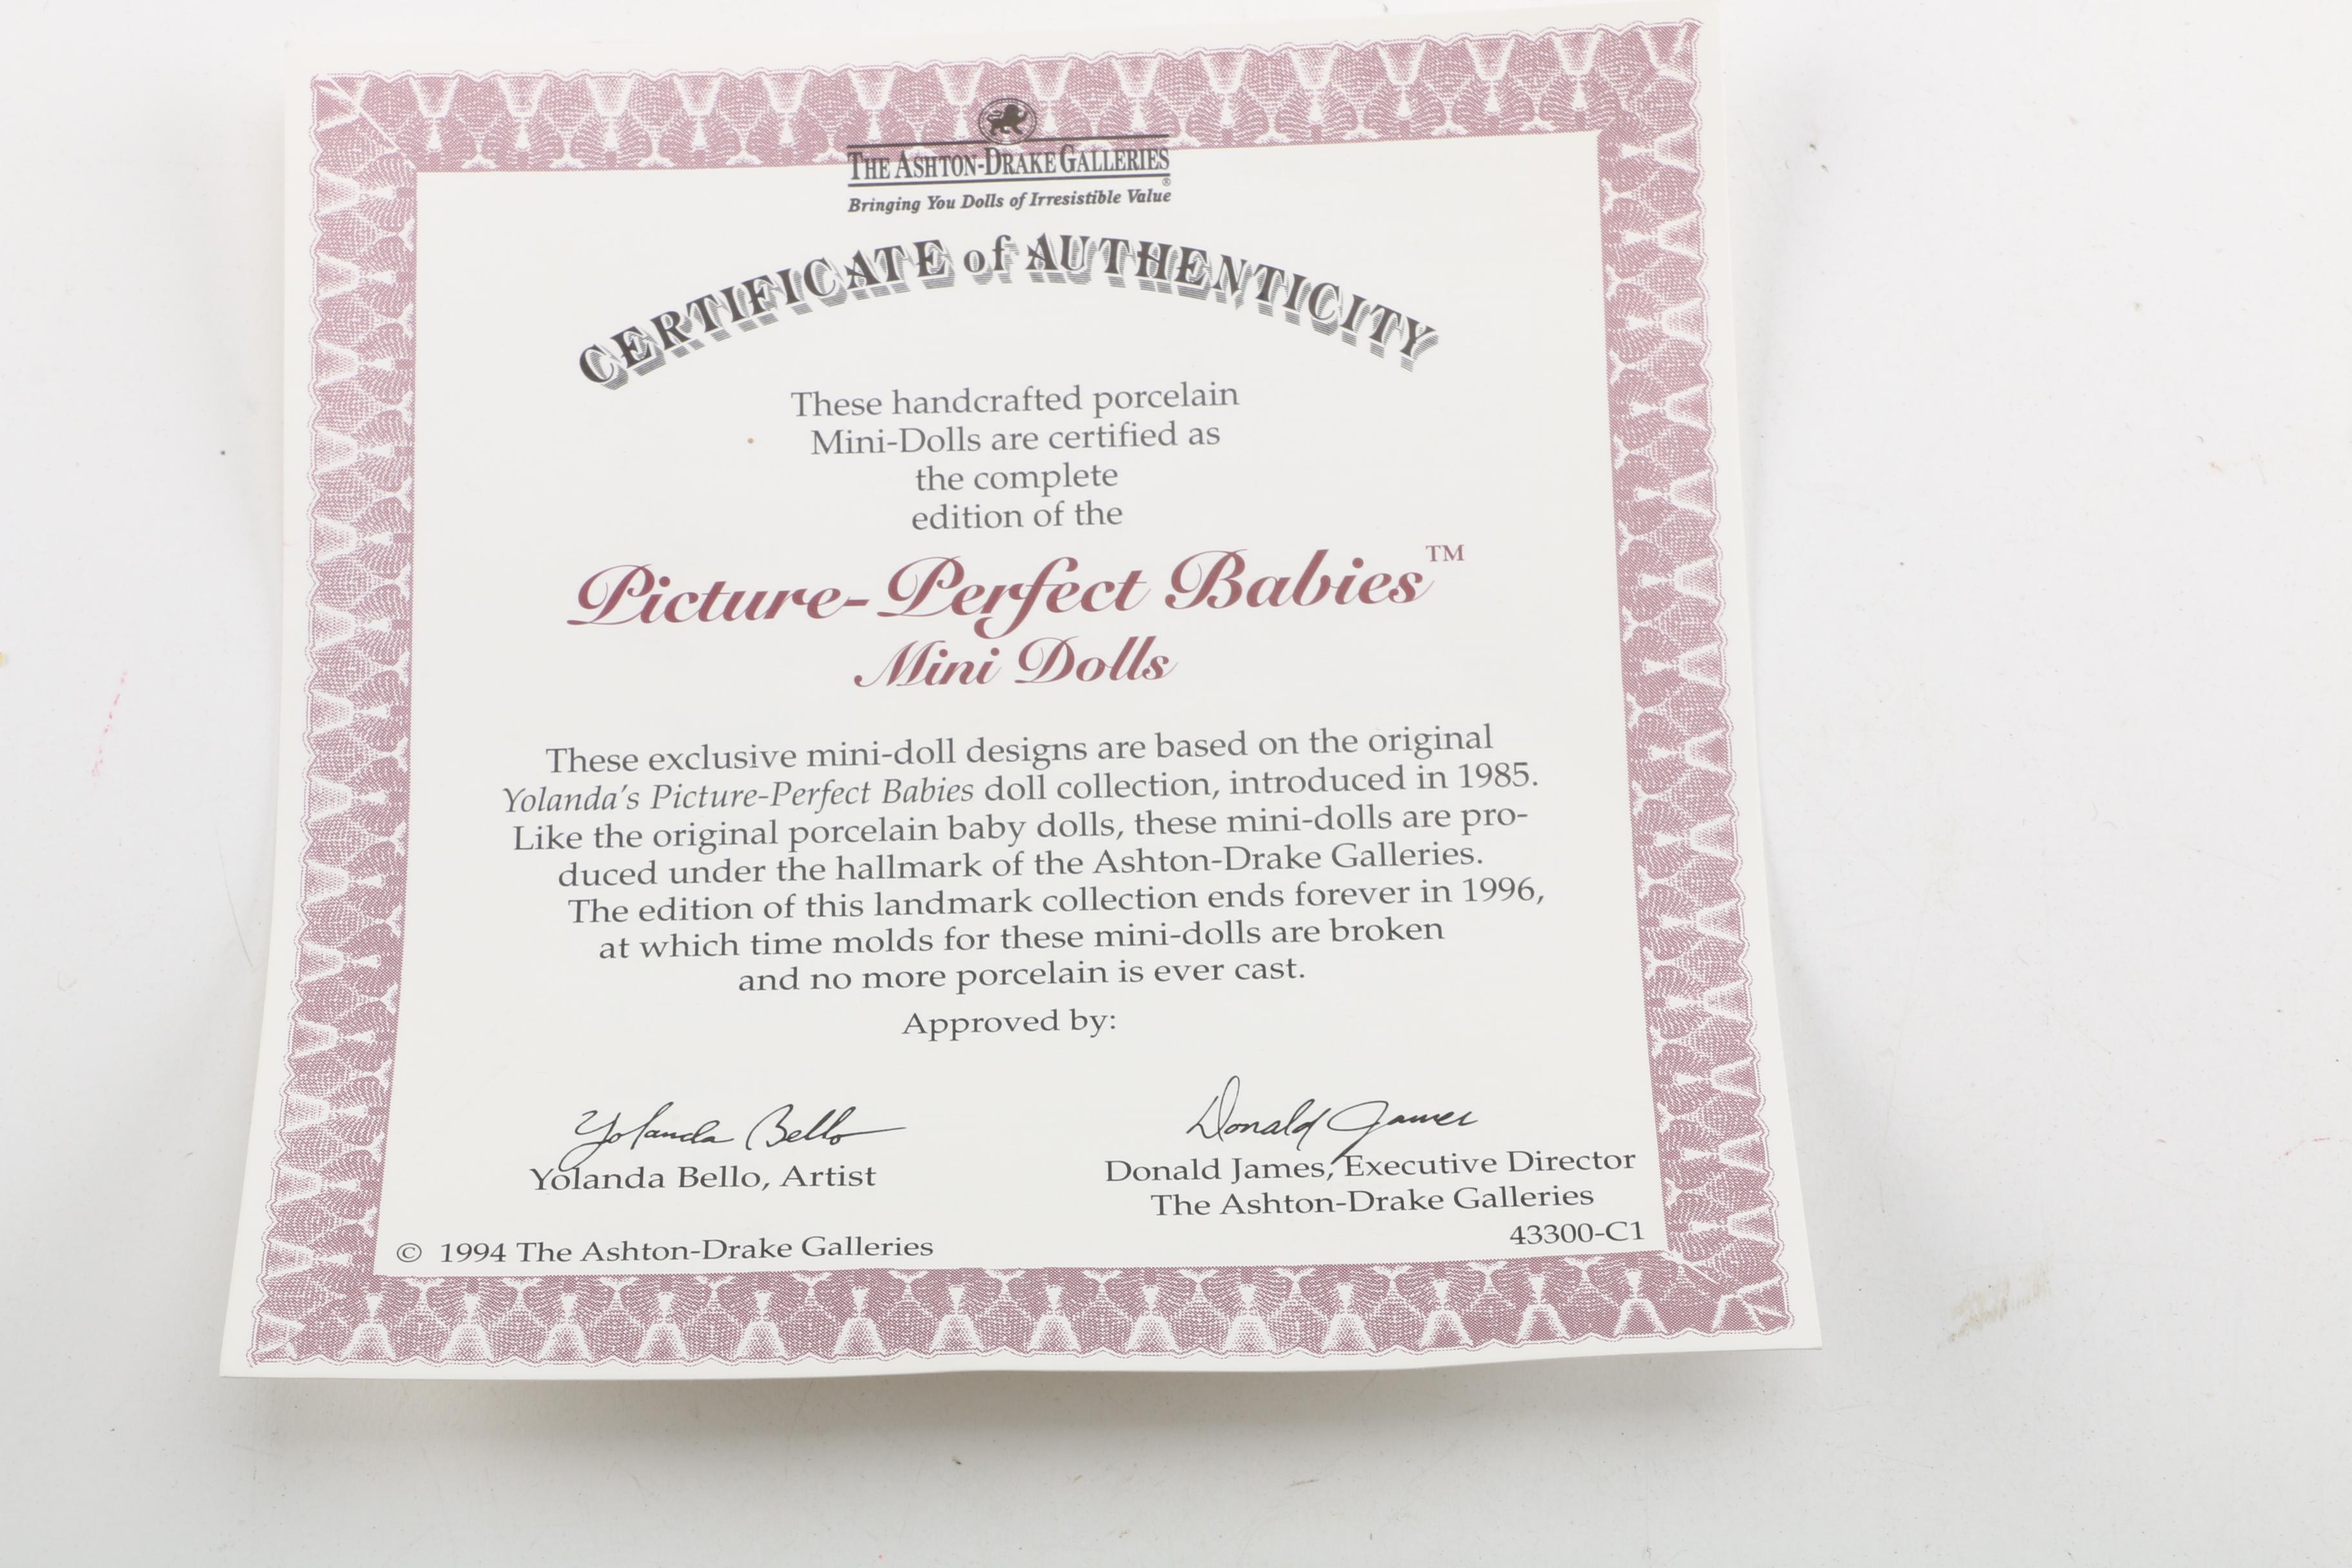 THE ASHTON-DRAKE GALLERIES
®
Bringing You Dolls of Irresistible Value
CERTIFICATE of AUTHENTICITY
These handcrafted porcelain
Mini-Dolls are certified as
the complete
edition of the
Picture-Perfect Babies™
Mini Dolls
These exclusive mini-doll designs are based on the original
Yolanda's Picture-Perfect Babies doll collection, introduced in 1985.
Like the original porcelain baby dolls, these mini-dolls are pro-
duced under the hallmark of the Ashton-Drake Galleries.
The edition of this landmark collection ends forever in 1996,
at which time molds for these mini-dolls are broken
and no more porcelain is ever cast.
Approved by:
Yolanda Bello
Yolanda Bello, Artist
Donald James
Donald James, Executive Director
The Ashton-Drake Galleries
43300-C1
© 1994 The Ashton-Drake Galleries